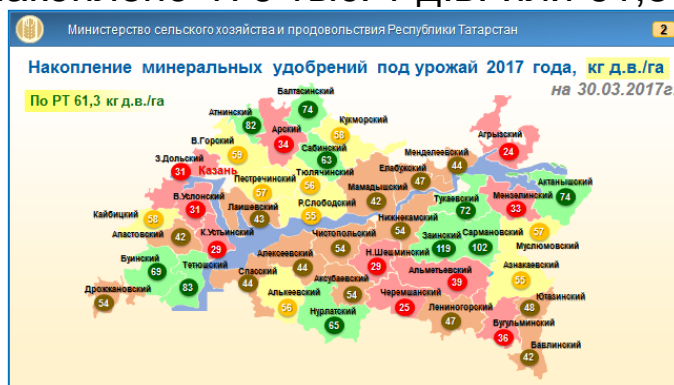 Министерство сельского хозяйства и продовольствия Республики Татарстан
2
Накопление минеральных удобрений под урожай 2017 года, кг д.в./га
на 30.03.2017г.
По РТ 61,3 кг д.в./га
Балтасинский
74
Атнинский
82
Арский
34
Кукморский
58
В.Горский
59
Сабинский
63
Менделеевский
44
Агрызский
24
З.Дольский
31
Казань
Тюлячинский
56
Елабужский
47
Пестречинский
57
Мамадышский
42
Актанышский
74
В.Услонский
31
Лаишевский
43
Р.Слободский
55
Тукаевский
72
Мензелинский
33
Кайбицкий
58
Нижнекамский
54
Апастовский
42
К.Устьинский
29
Чистопольский
54
Заинский
119
Сармановский
102
Муслюмовский
57
Буинский
69
Тетюшский
83
Алексеевский
44
Н.Шешминский
29
Альметьевский
39
Азнакаевский
55
Спасский
44
Аксубаевский
54
Дрожжановский
54
Алькеевский
56
Черемшанский
25
Лениногорский
47
Ютазинский
48
Нурлатский
65
Бугульминский
36
Бавлинский
42